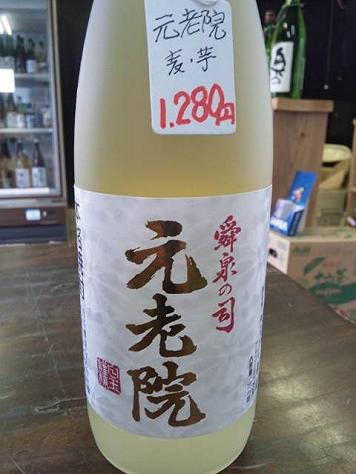 元老院
麦・芋
1.280円
舜泉の司
元老院